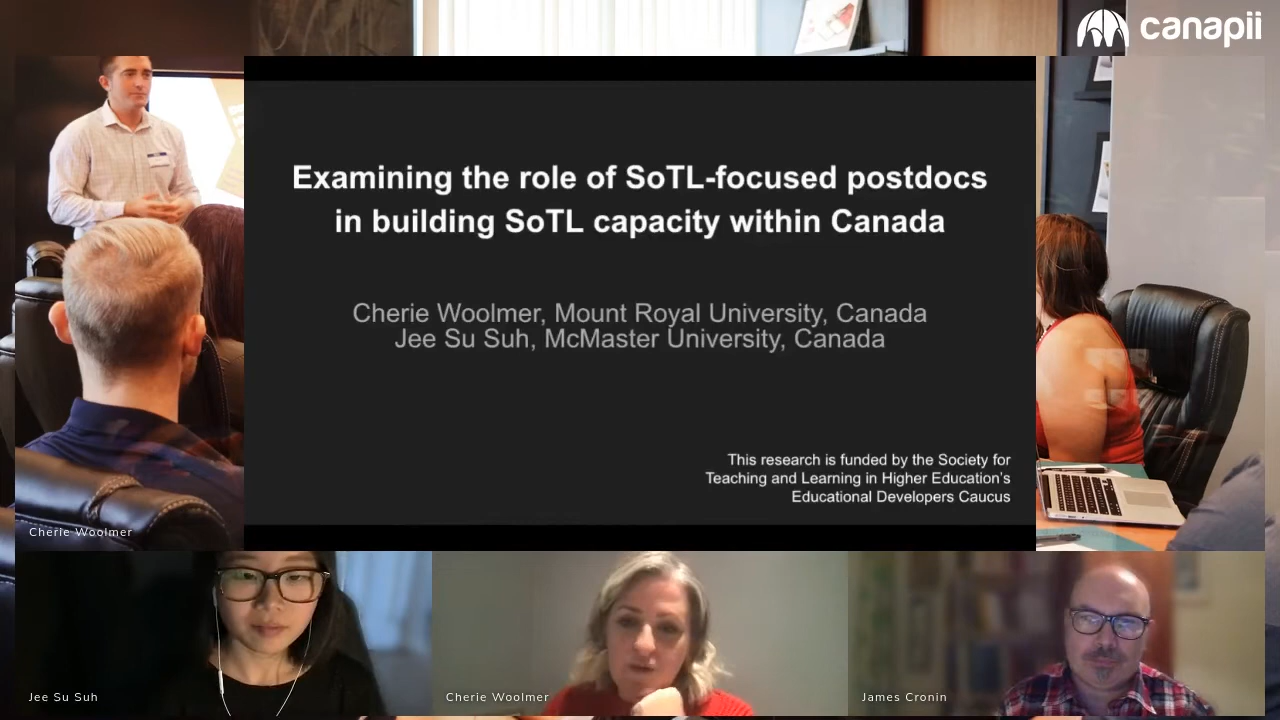 canapii
Examining the role of SoTL-focused postdocs
in building SoTL capacity within Canada
Cherie Woolmer, Mount Royal University, Canada
Jee Su Suh, McMaster University, Canada
This research is funded by the Society for
Teaching and Learning in Higher Education's
Educational Developers Caucus
Cherie Woolmer
Jee Su Suh
Cherie Woolmer
James Cronin